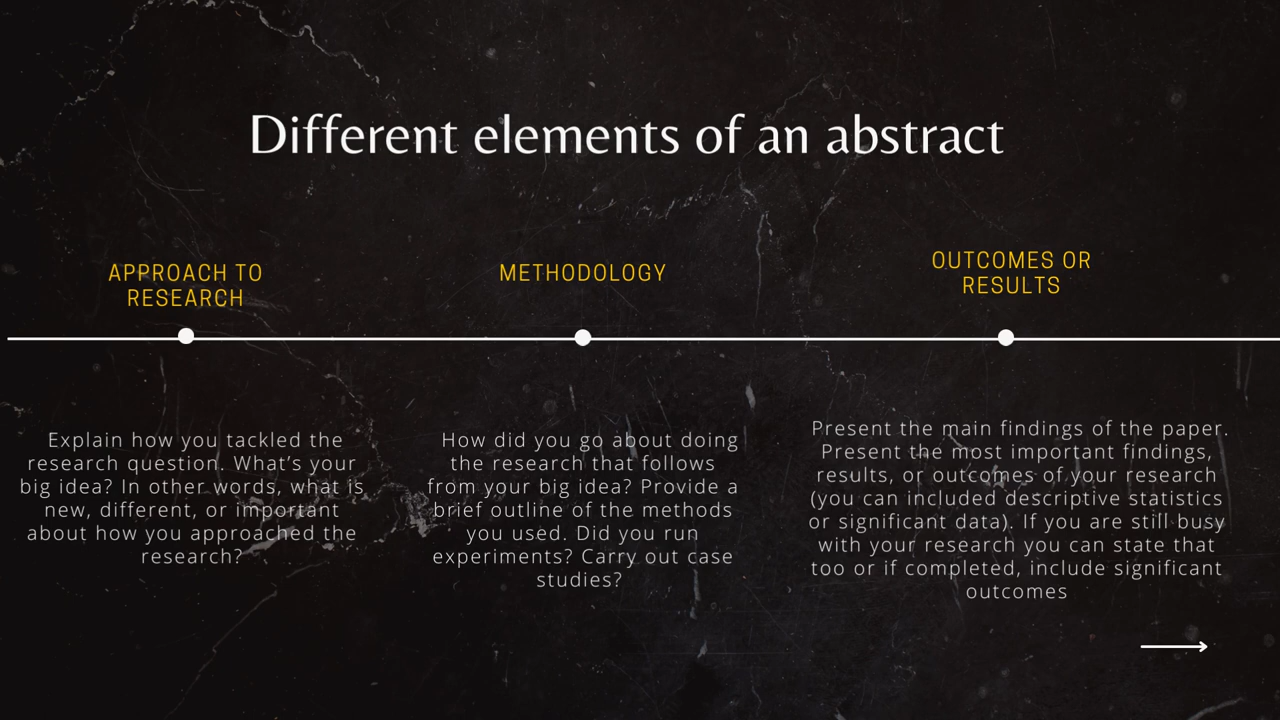 Different elements of an abstract
APPROACH TO
RESEARCH
METHODOLOGY
OUTCOMES OR
RESULTS
Explain how you tackled the
research question. What’s your
big idea? In other words, what is
new, different, or important
about how you approached the
research?
How did you go about doing
the research that follows
from your big idea? Provide a
brief outline of the methods
you used. Did you run
experiments? Carry out case
studies?
Present the main findings of the paper.
Present the most important findings,
results, or outcomes of your research
(you can included descriptive statistics
or significant data). If you are still busy
with your research you can state that
too or if completed, include significant
outcomes